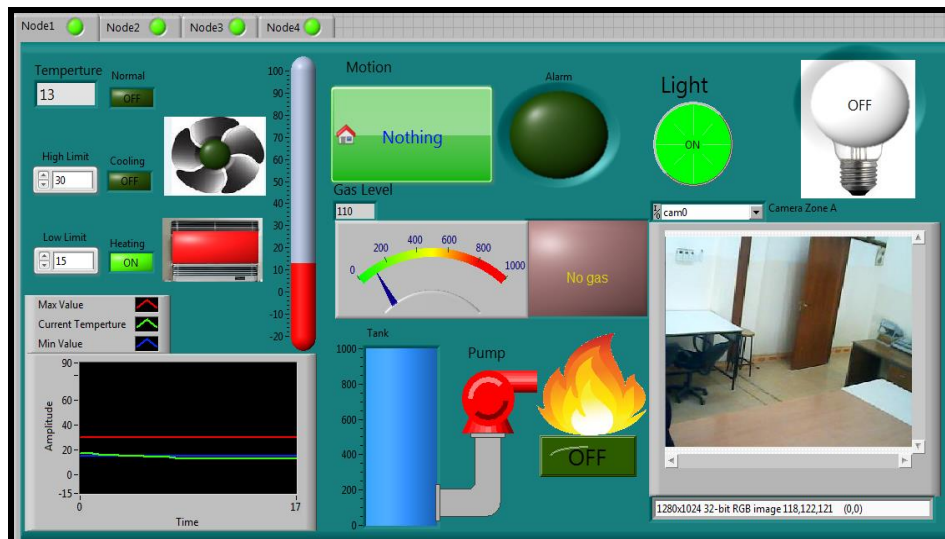 Node1 Node2 Node3 Node4
Temperture
13
Normal
OFF
High Limit
30
Cooling
OFF
Low Limit
15
Heating
ON
100
90
80
70
60
50
40
30
20
10
0
-10
-20
Max Value
Current Temperture
Min Value
Amplitude
90
60
40
20
0
-15
0
17
Time
Motion
Nothing
Alarm
Light
ON
OFF
Gas Level
110
0
200
400
600
800
1000
No gas
Tank
1000
800
600
400
200
0
Pump
OFF
cam0
Camera Zone A
1280x1024 32-bit RGB image 118,122,121 (0,0)